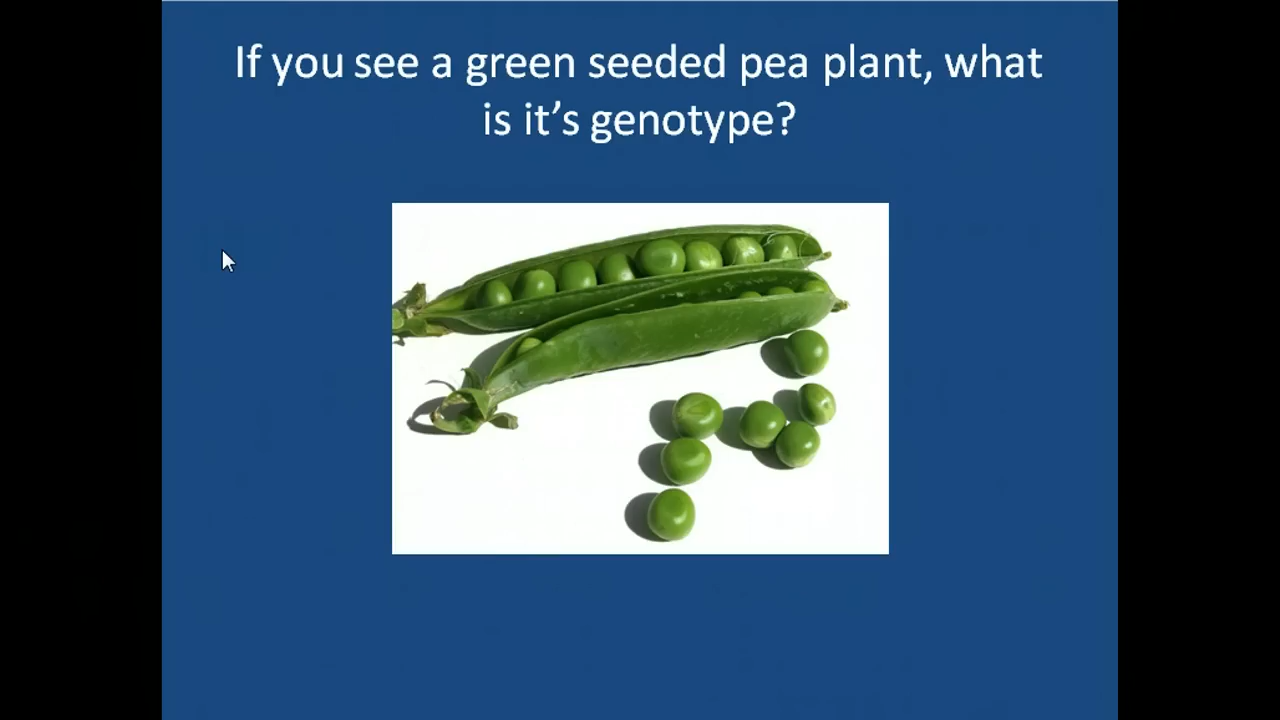 If you see a green seeded pea plant, what
is it’s genotype?